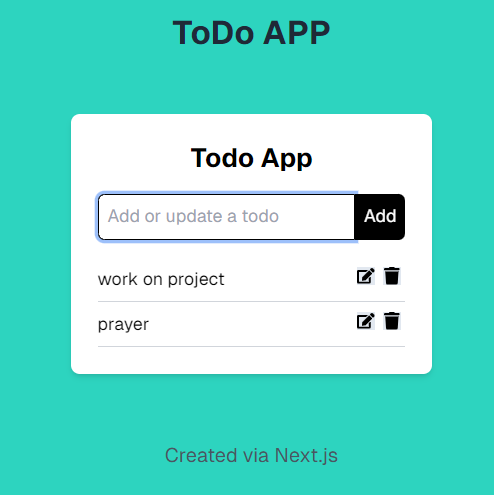 ToDo APP
Todo App
Add or update a todo
Add
work on project
prayer
Created via Next.js